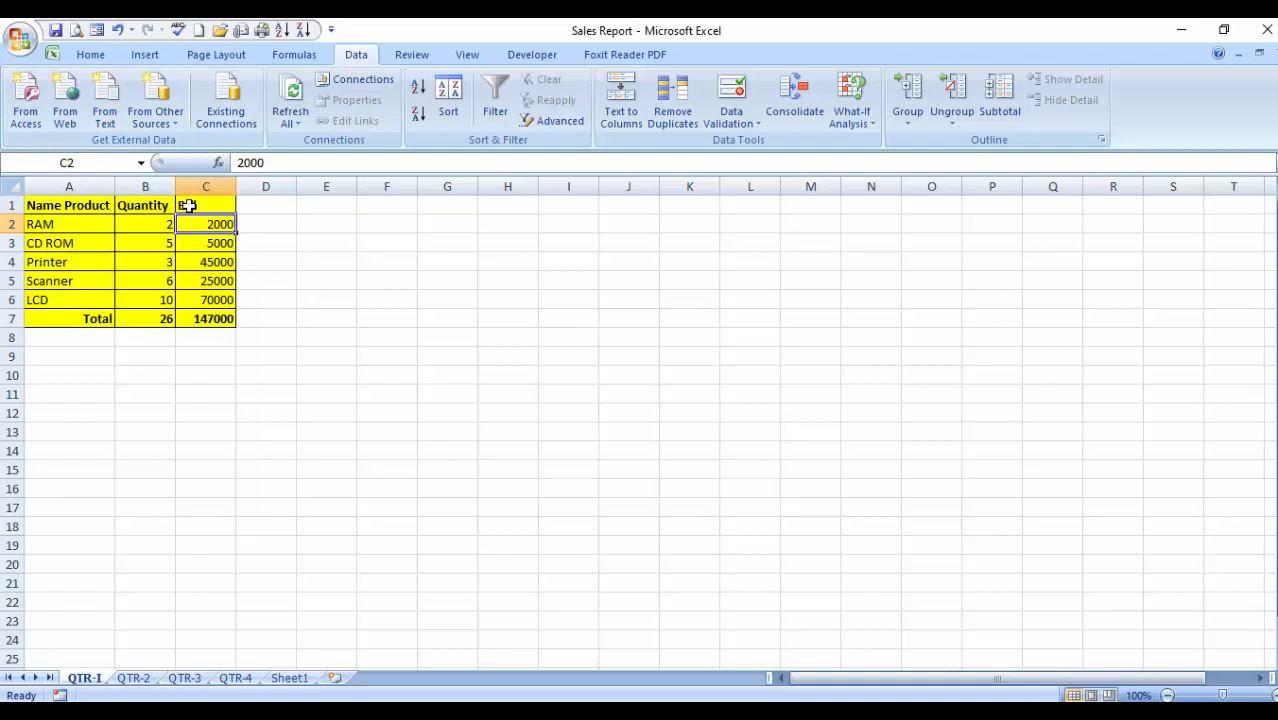 Sales Report - Microsoft Excel
Home Insert Page Layout Formulas Data Review View Developer Foxit Reader PDF
From Access From Web From Text From Other Sources Existing Connections Refresh All Connections Properties Edit Links Sort Filter Clear Reapply Advanced Text to Columns Remove Duplicates Data Validation Consolidate What-If Analysis Group Ungroup Subtotal Show Detail Hide Detail
Get External Data Connections Sort & Filter Data Tools Outline
C2 fx 2000
A B C D E F G H I J K L M N O P Q R S T
1 Name Product Quantity
2 RAM 2 2000
3 CD ROM 5 5000
4 Printer 3 45000
5 Scanner 6 25000
6 LCD 10 70000
7 Total 26 147000
8
9
10
11
12
13
14
15
16
17
18
19
20
21
22
23
24
25
QTR-I QTR-2 QTR-3 QTR-4 Sheet1
Ready 100%